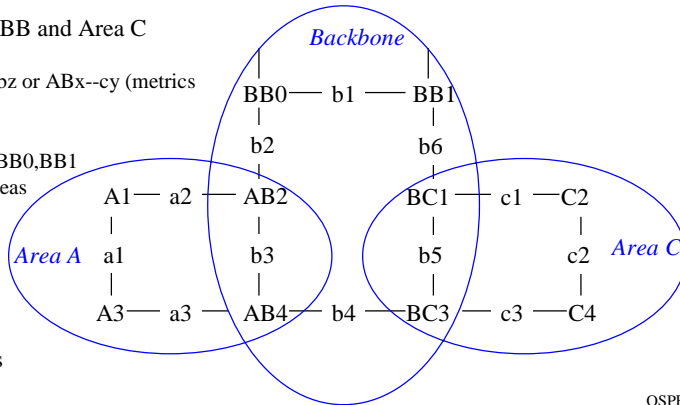 BB and Area C
Backbone
bz or ABx--cy (metrics
BB0 b1 BB1
b2 b6
BB0,BB1
eas
A1 a2 AB2 BC1 c1 C2
Area A a1 b3 b5 c2 Area C
A3 a3 AB4 b4 BC3 c3 C4
s
OSPF